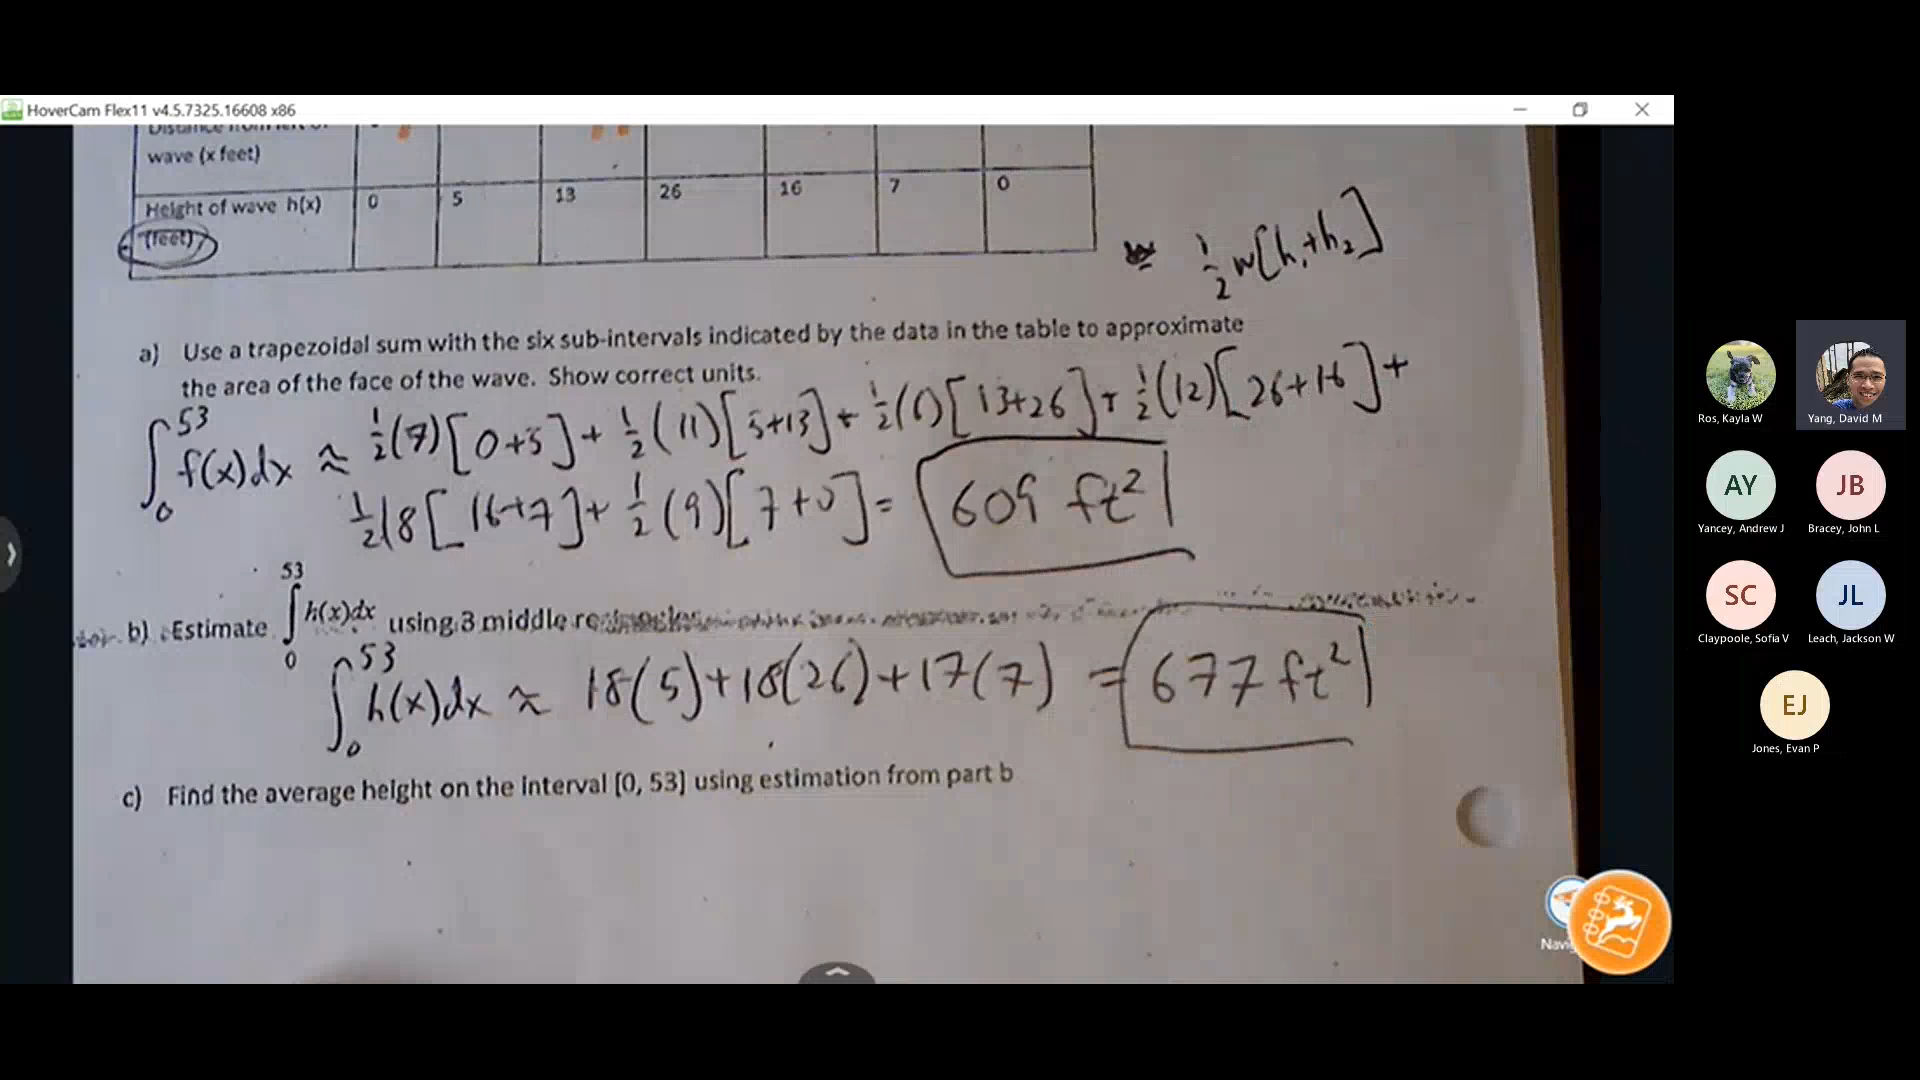 HoverCam Flex11 v4.5.7325.16608 x86
wave (x feet)
Height of wave h(x) 0 5 13 26 16 7 0
(feet)
1/2 w[h₁+h₂]
a) Use a trapezoidal sum with the six sub-intervals indicated by the data in the table to approximate
the area of the face of the wave. Show correct units.
∫₀⁵³ f(x)dx ≈ 1/2(7)[0+5]+ 1/2(11)[5+13]+ 1/2(6)[13+26]+ 1/2(12)[26+16]+
1/2 18[16+7]+ 1/2(9)[7+0]= 609 ft²
b) Estimate ∫₀⁵³ h(x)dx using 3 middle
∫₀⁵³ h(x)dx ≈ 18(5)+18(26)+17(7) = 677 ft²
c) Find the average height on the interval [0, 53] using estimation from part b
Ros, Kayla W
Yang, David M
AY
JB
Yancey, Andrew J
Bracey, John L
SC
JL
Claypoole, Sofia V
Leach, Jackson W
EJ
Jones, Evan P